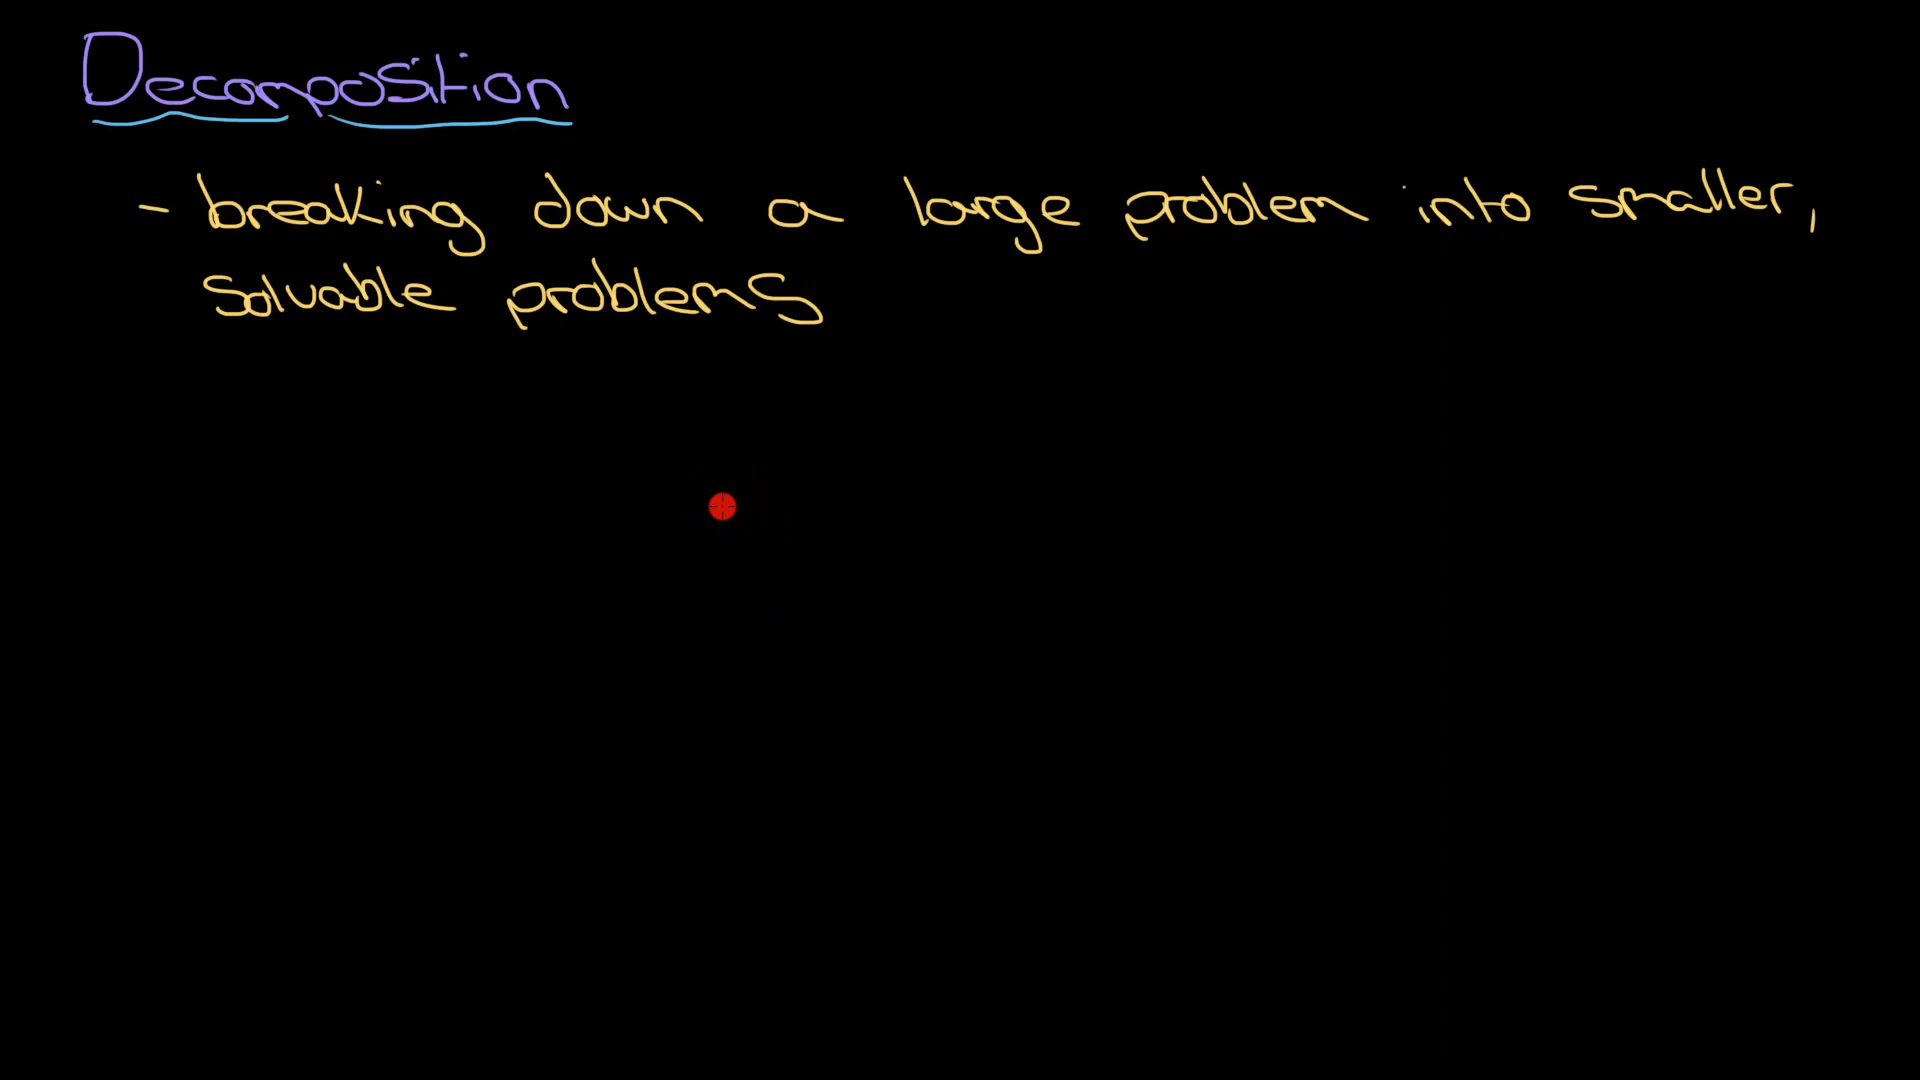 Decomposition
- breaking down a large problem into smaller,
solvable problems